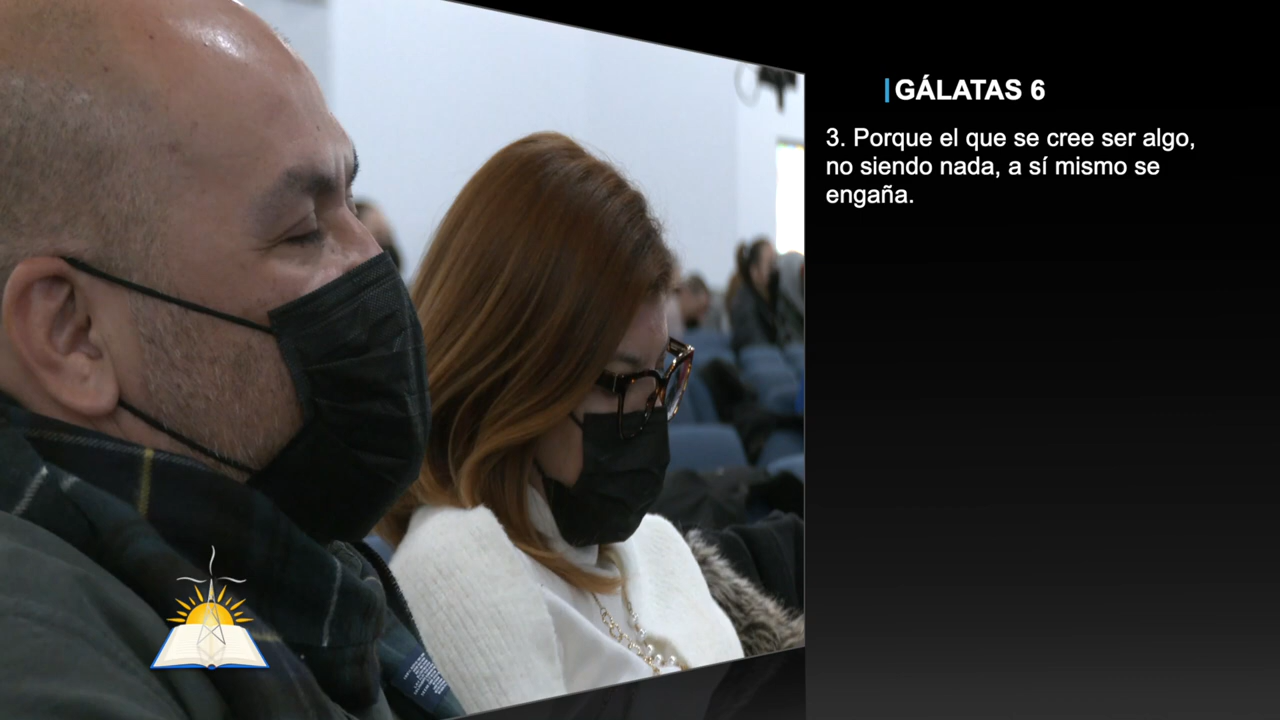 GÁLATAS 6
3. Porque el que se cree ser algo,
no siendo nada, a sí mismo se
engaña.